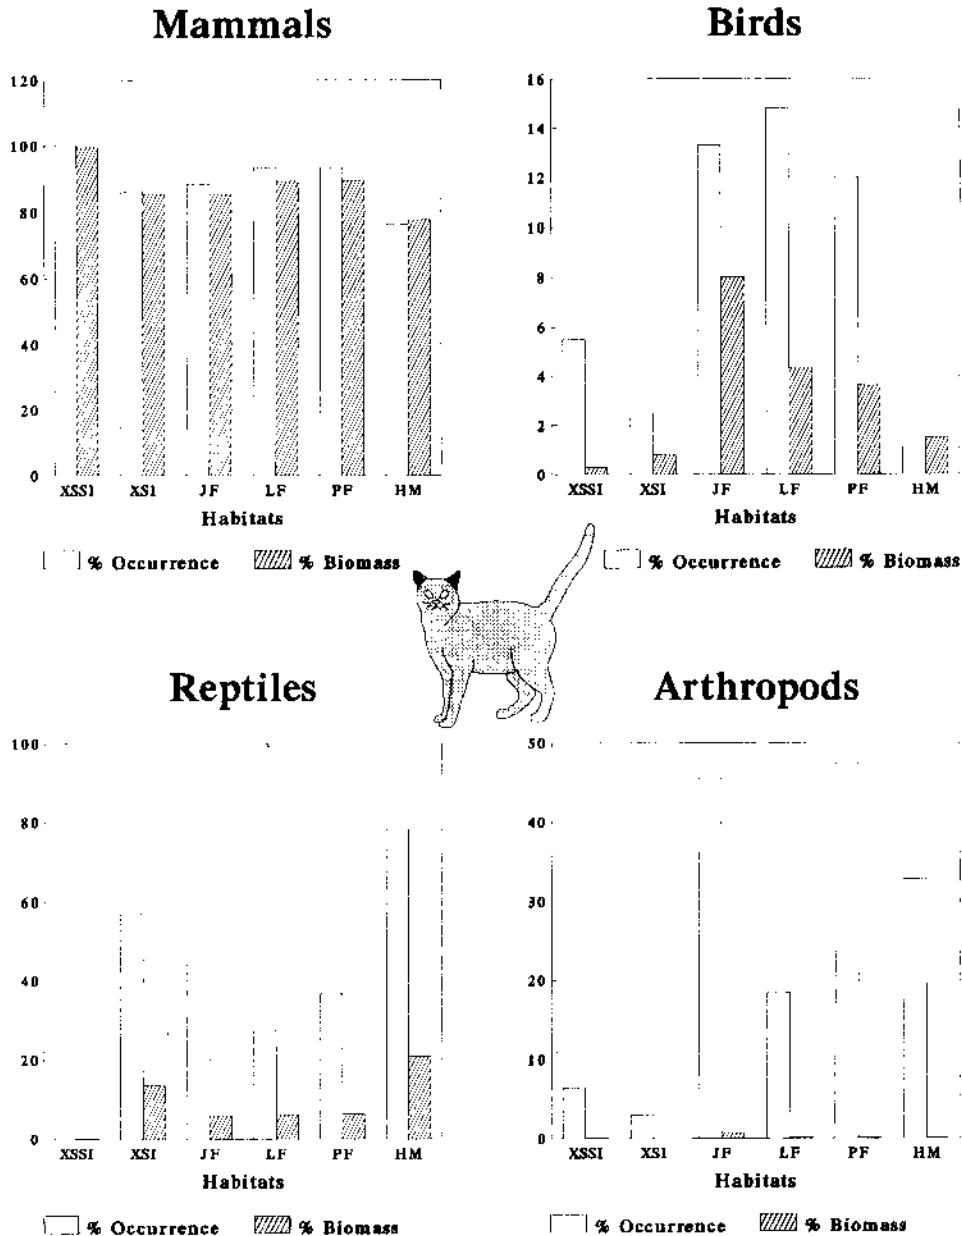 Mammals
120
100
80
60
40
20
0
XSSI XSI JF LF PF HM
Habitats
% Occurrence % Biomass
Birds
16
14
12
10
8
6
4
2
0
XSSI XSI JF LF PF HM
Habitats
% Occurrence % Biomass
Reptiles
100
80
60
40
20
0
XSSI XSI JF LF PF HM
Habitats
% Occurrence % Biomass
Arthropods
50
40
30
20
10
0
XSSI XSI JF LF PF HM
Habitats
% Occurrence % Biomass